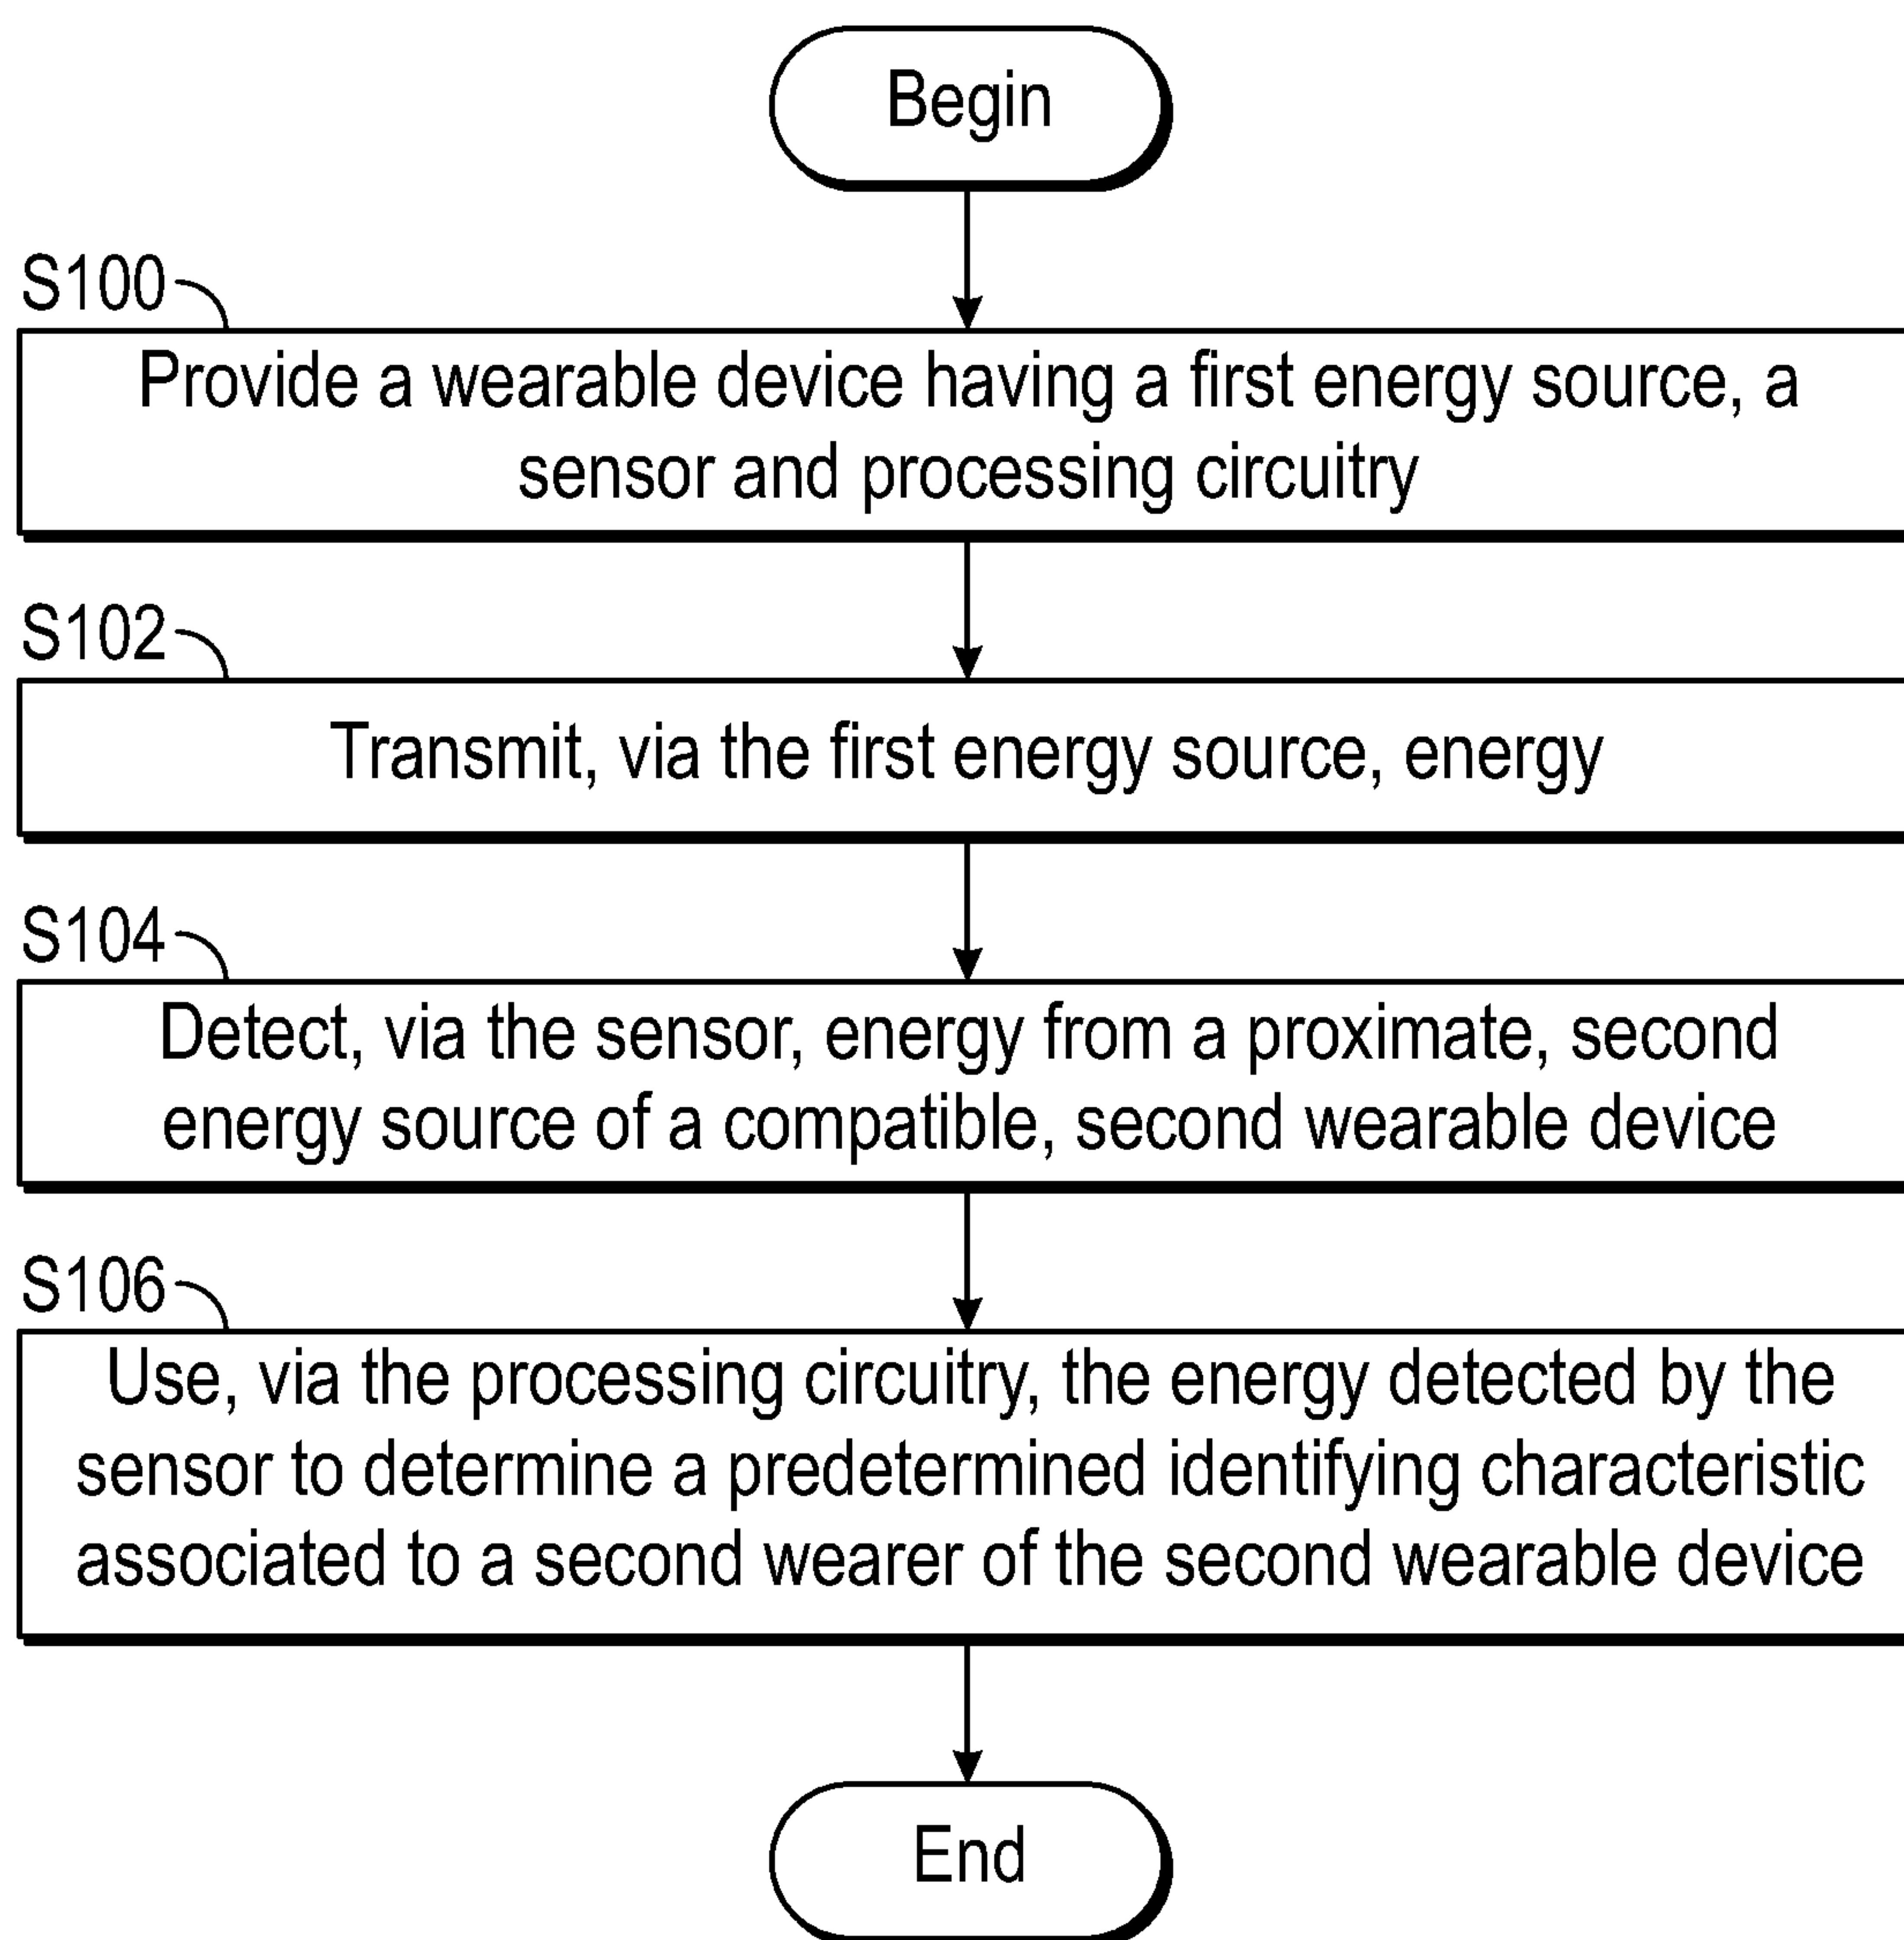 Begin
S100
Provide a wearable device having a first energy source, a
sensor and processing circuitry
S102
Transmit, via the first energy source, energy
S104
Detect, via the sensor, energy from a proximate, second
energy source of a compatible, second wearable device
S106
Use, via the processing circuitry, the energy detected by the
sensor to determine a predetermined identifying characteristic
associated to a second wearer of the second wearable device
End